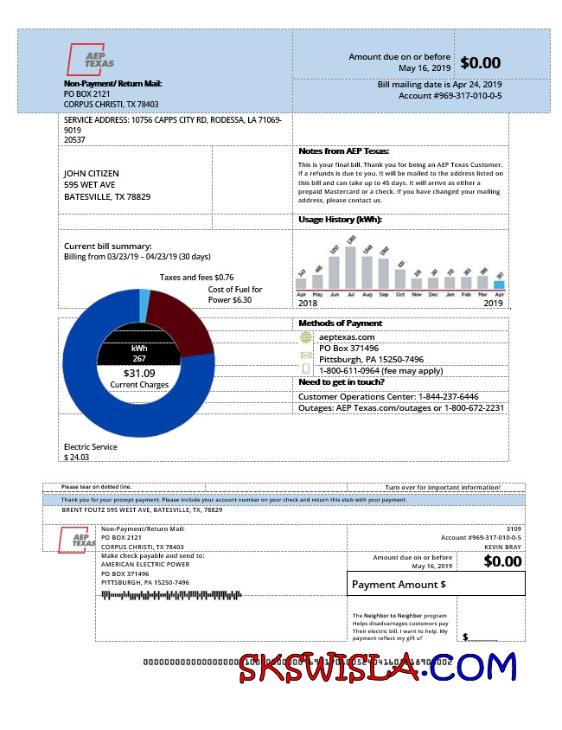 AEP
TEXAS
Non-Payment/ Return Mail:
PO BOX 2121
CORPUS CHRISTI, TX 78403
Amount due on or before
May 16, 2019
$0.00
Bill mailing date is Apr 24, 2019
Account #969-317-010-0-5
SERVICE ADDRESS: 10756 CAPPS CITY RD, RODESSA, LA 71069-
9019
20537
JOHN CITIZEN
595 WET AVE
BATESVILLE, TX 78829
Notes from AEP Texas:
This is your final bill. Thank you for being an AEP Texas Customer.
If a refunds is due to you. It will be mailed to the address listed on
this bill and can take up to 45 days. It will arrive as either a
prepaid Mastercard or a check. If you have changed your mailing
address, please contact us.
Usage History (kWh):
Apr May Jun Jul Aug Sep Oct Nov Dec Jan Feb Mar Apr
2018 2019
Current bill summary:
Billing from 03/23/19 – 04/23/19 (30 days)
Taxes and fees $0.76
Cost of Fuel for
Power $6.30
kWh
267
$31.09
Current Charges
Electric Service
$ 24.03
Methods of Payment
aeptexas.com
PO Box 371496
Pittsburgh, PA 15250-7496
1-800-611-0964 (fee may apply)
Need to get in touch?
Customer Operations Center: 1-844-237-6446
Outages: AEP Texas.com/outages or 1-800-672-2231
Please tear on dotted line.
Turn over for important information!
Thank you for your prompt payment. Please include your account number on your check and return this stub with your payment.
BRENT FOUTZ 595 WEST AVE, BATESVILLE, TX, 78829
AEP
TEXAS
Non-Payment/Return Mail:
PO BOX 2121
CORPUS CHRISTI, TX 78403
Make check payable and send to:
AMERICAN ELECTRIC POWER
PO BOX 371496
PITTSBURGH, PA 15250-7496
3109
Account #969-317-010-0-5
KEVIN BRAY
Amount due on or before
May 16, 2019
$0.00
Payment Amount $
The Neighbor to Neighbor program
Helps disadvantages customers pay
Their electric bill. I want to help. My
payment reflect my gift of
$______
SKSWISLA.COM